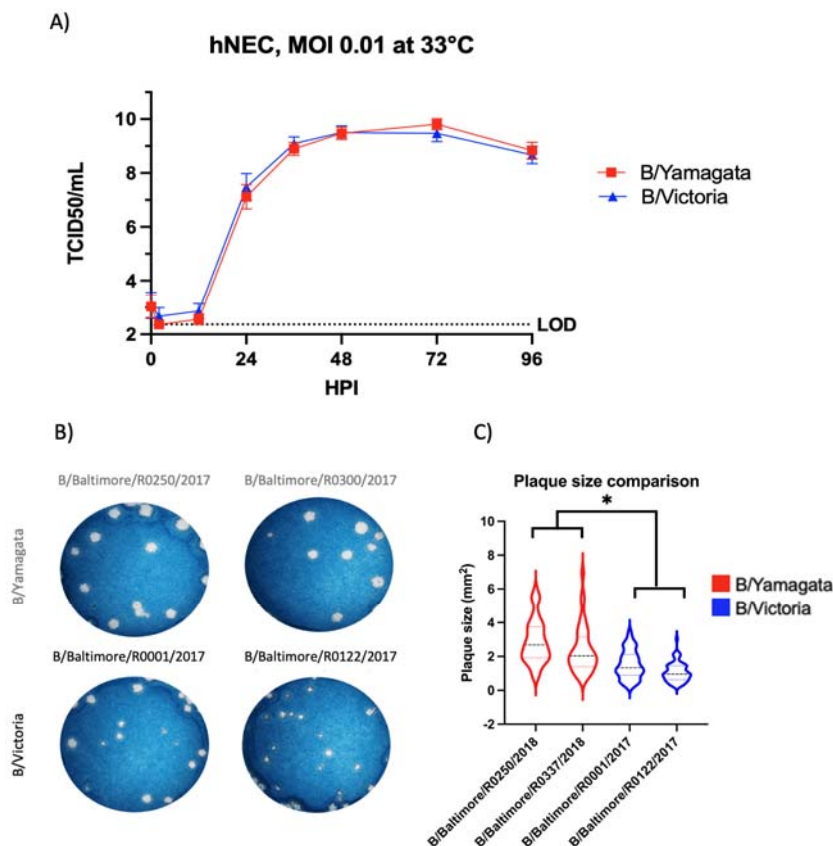 A)
hNEC, MOI 0.01 at 33°C
TCID50/mL
10
8
6
4
2
LOD
0 24 48 72 96
HPI
B/Yamagata
B/Victoria
B)
B/Baltimore/R0250/2017 B/Baltimore/R0300/2017
B/Yamagata
B/Baltimore/R0001/2017 B/Baltimore/R0122/2017
B/Victoria
C)
Plaque size comparison
*
Plaque size (mm²)
10
8
6
4
2
0
-2
B/Baltimore/R0250/2018
B/Baltimore/R0337/2018
B/Baltimore/R0001/2017
B/Baltimore/R0122/2017
B/Yamagata
B/Victoria